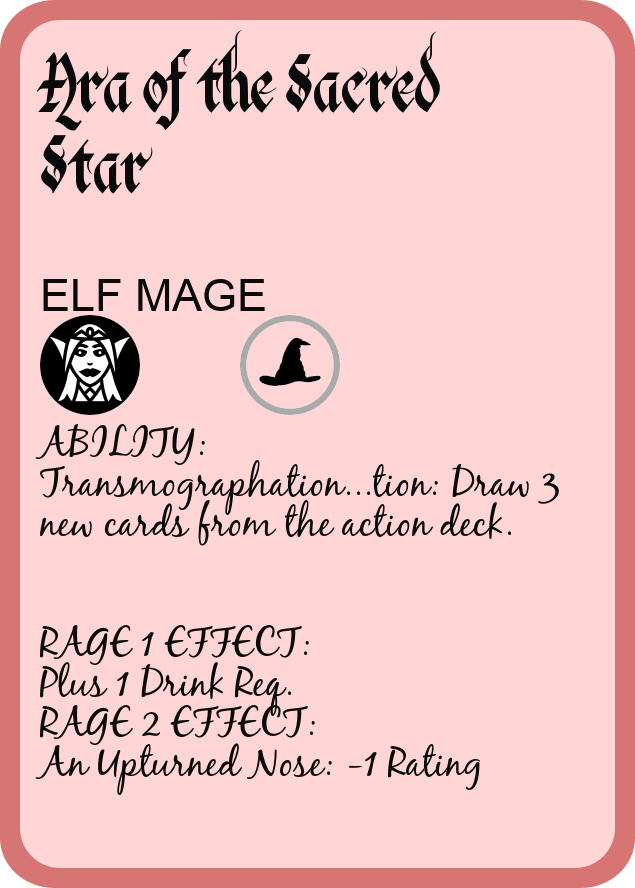 Ara of the Sacred
Star
ELF MAGE
ABILITY:
Transmographation...tion: Draw 3
new cards from the action deck.
RAGE 1 EFFECT:
Plus 1 Drink Req.
RAGE 2 EFFECT:
An Upturned Nose: -1 Rating